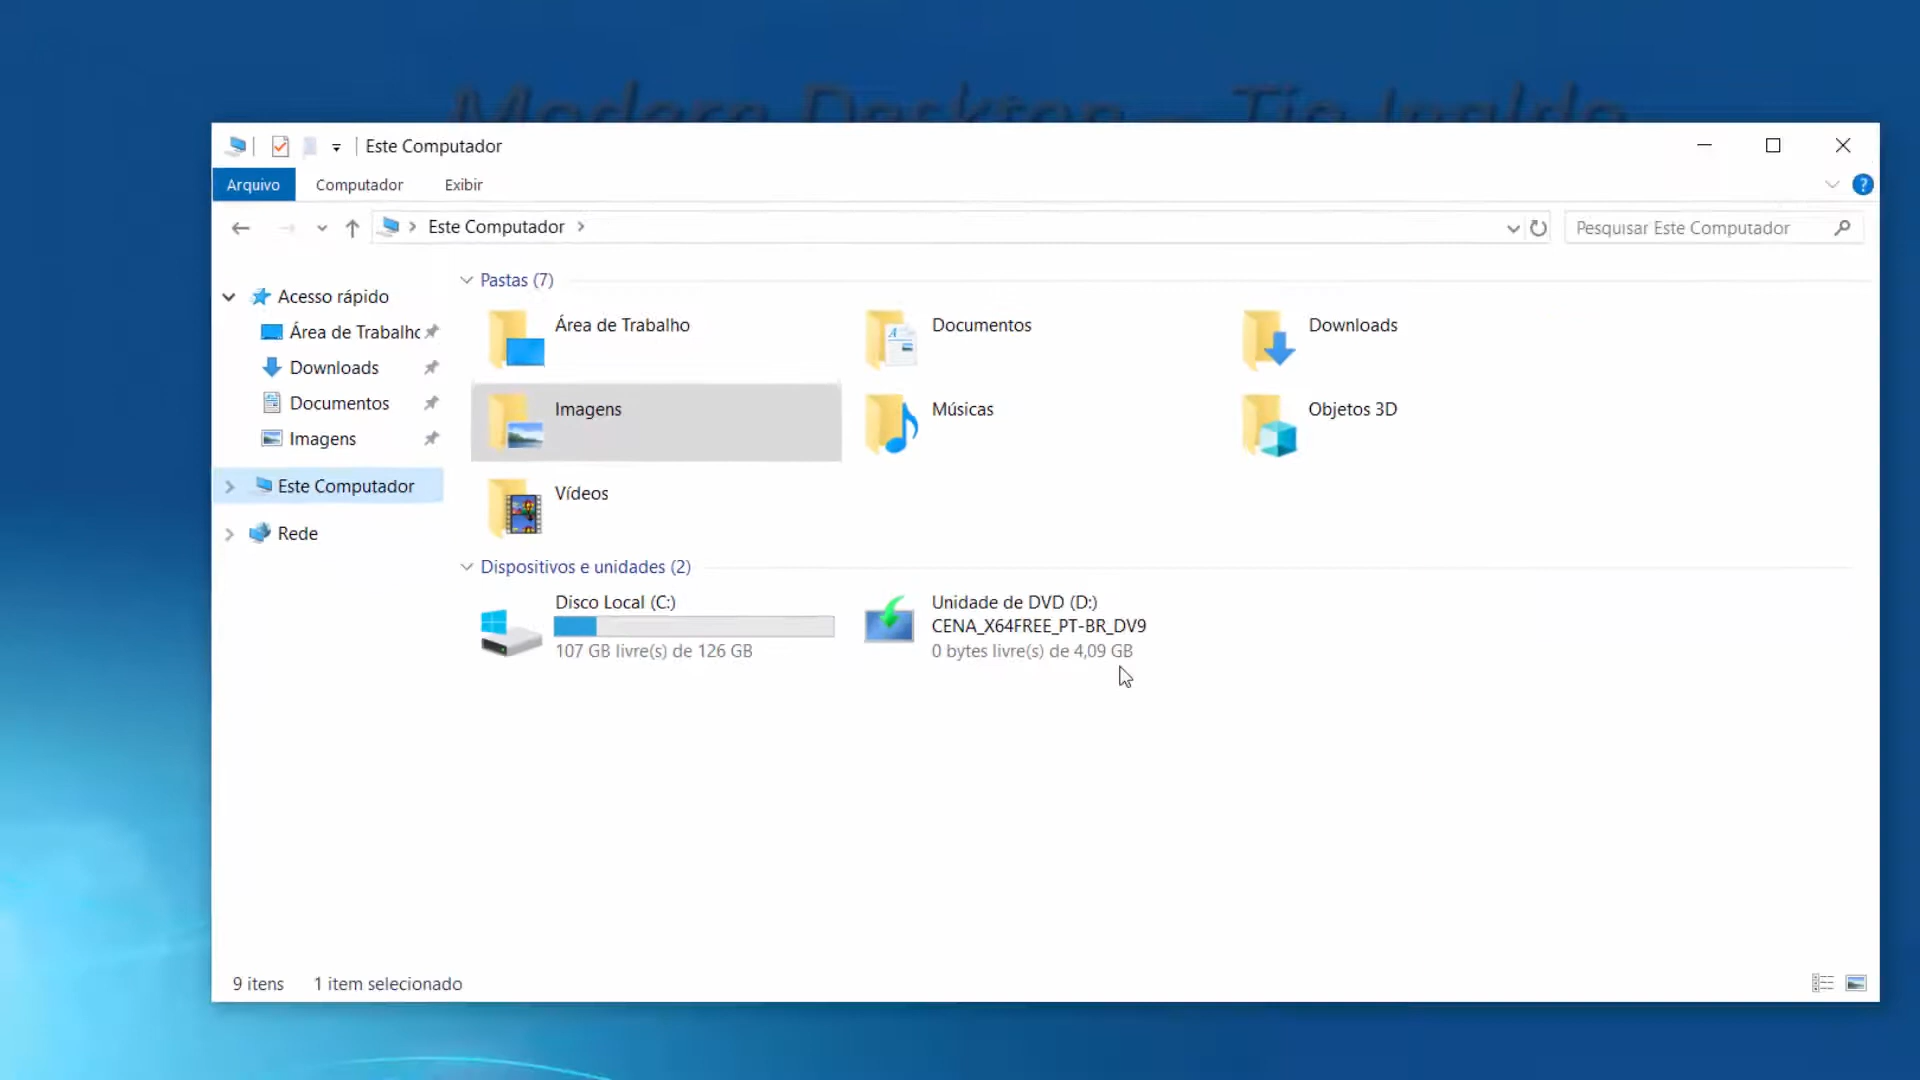 Este Computador
Arquivo
Computador
Exibir
Este Computador
Pesquisar Este Computador
Acesso rápido
Área de Trabalho
Downloads
Documentos
Imagens
Este Computador
Rede
Pastas (7)
Área de Trabalho
Documentos
Downloads
Imagens
Músicas
Objetos 3D
Vídeos
Dispositivos e unidades (2)
Disco Local (C:)
107 GB livre(s) de 126 GB
Unidade de DVD (D:)
CENA_X64FREE_PT-BR_DV9
0 bytes livre(s) de 4,09 GB
9 itens
1 item selecionado